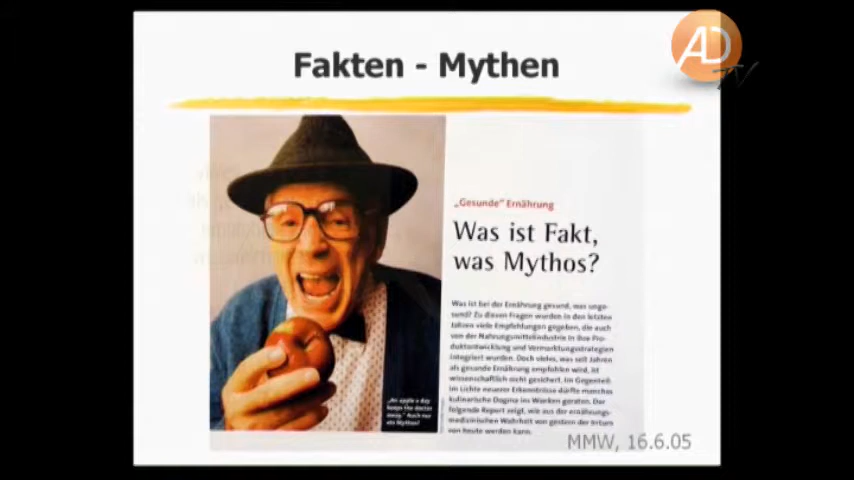 Fakten - Mythen
AD
TV
„Gesunde" Ernährung
Was ist Fakt,
was Mythos?
Was ist bei der Ernährung gesund, was unge-
sund? Zu diesen Fragen wurden in den letzten
Jahren viele Empfehlungen gegeben, die auch
von der Nahrungsmittelindustrie in ihre Pro-
duktentwicklung und Vermarktungsstrategien
integriert wurden. Doch vieles, was seit Jahren
als gesunde Ernährung empfohlen wird, ist
wissenschaftlich nicht gesichert. Im Gegenteil:
Im Lichte neuerer Erkenntnisse dürfte manches
kulinarische Dogma ins Wanken geraten. Der
folgende Report zeigt, wie aus der ernährungs-
medizinischen Wahrheit von gestern der Irrtum
von heute werden kann.
„An apple a day
keeps the doctor
away." Auch nur
ein Mythos?
MMW, 16.6.05